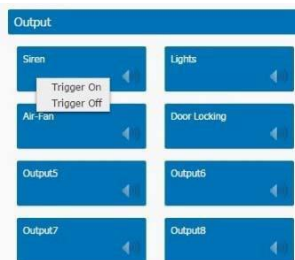 Output
Siren
Lights
Trigger On
Trigger Off
Air-Fan
Door Locking
Output5
Output6
Output7
Output8